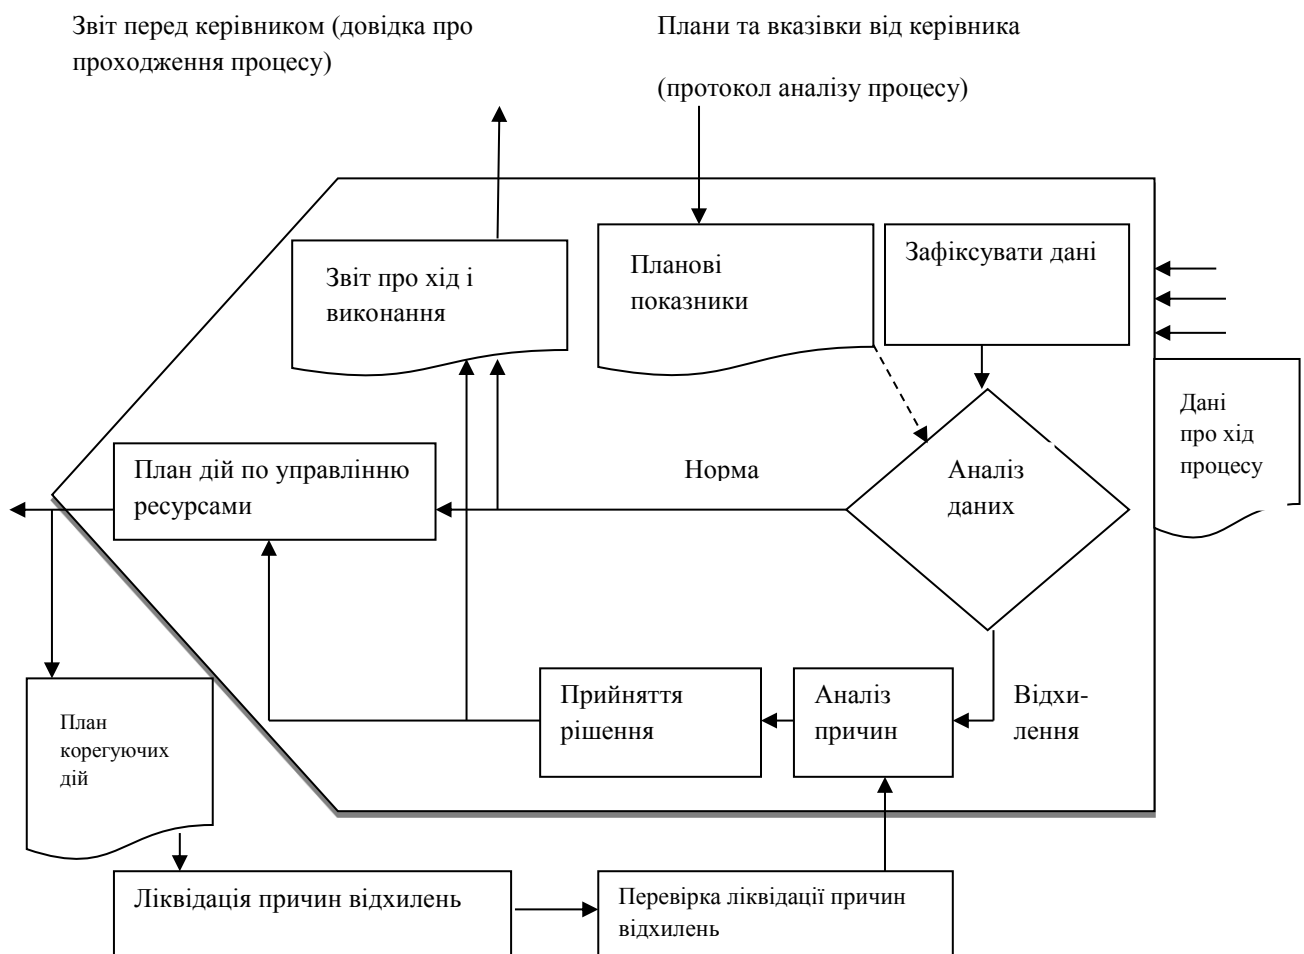 Звіт перед керівником (довідка про
проходження процесу)
Плани та вказівки від керівника
(протокол аналізу процесу)
Звіт про хід і
виконання
Планові
показники
Зафіксувати дані
Дані
про хід
процесу
План дій по управлінню
ресурсами
Норма
Аналіз
даних
Прийняття
рішення
Аналіз
причин
Відхи-
лення
План
корегуючих
дій
Ліквідація причин відхилень
Перевірка ліквідації причин
відхилень